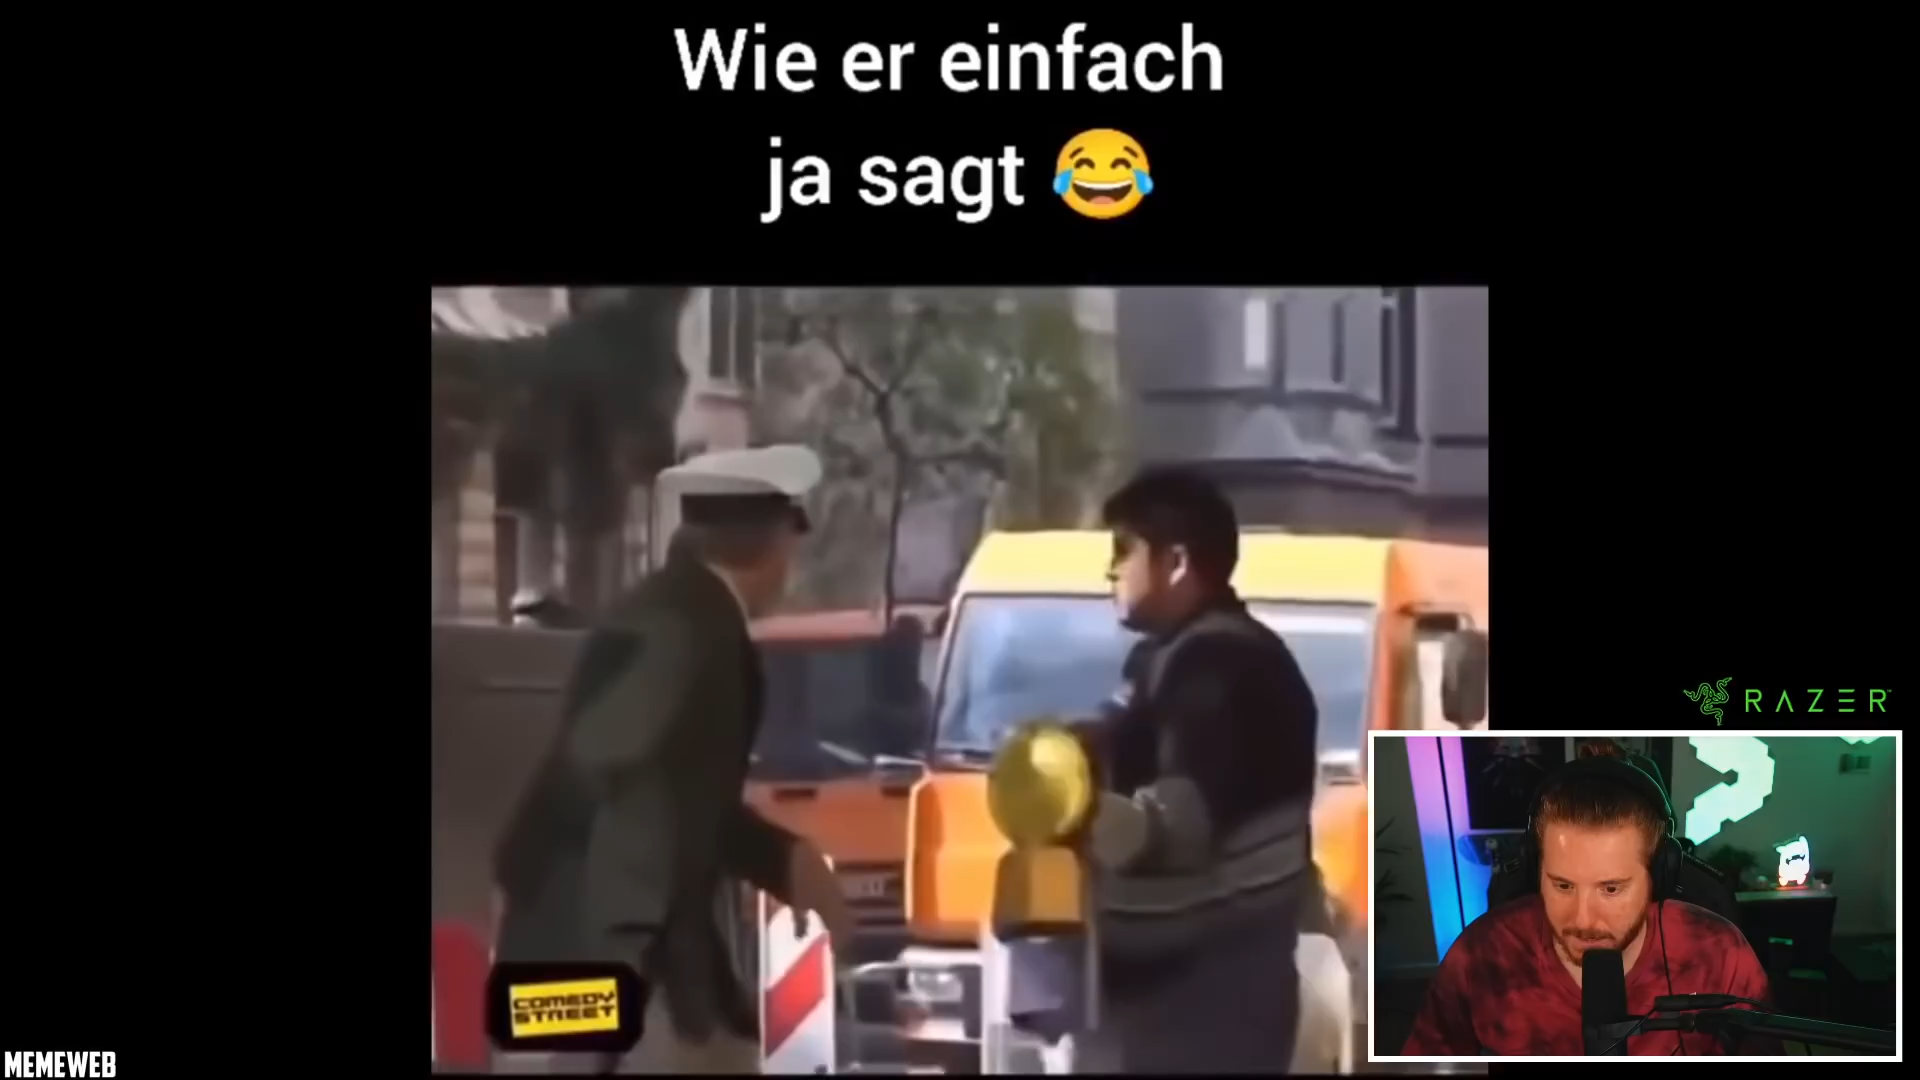 Wie er einfach
ja sagt 😂
RAZER
COMEDY
STREET
MEMEWEB